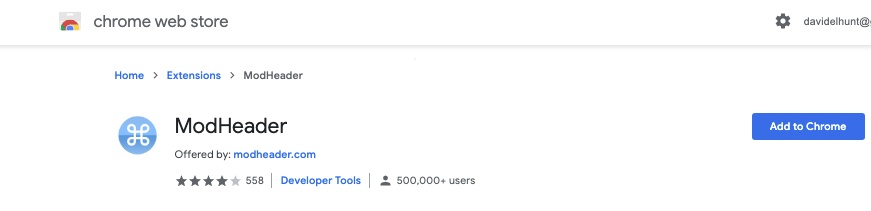 chrome web store
davidelhunt@
Home > Extensions > ModHeader
ModHeader
Add to Chrome
Offered by: modheader.com
558 | Developer Tools | 500,000+ users